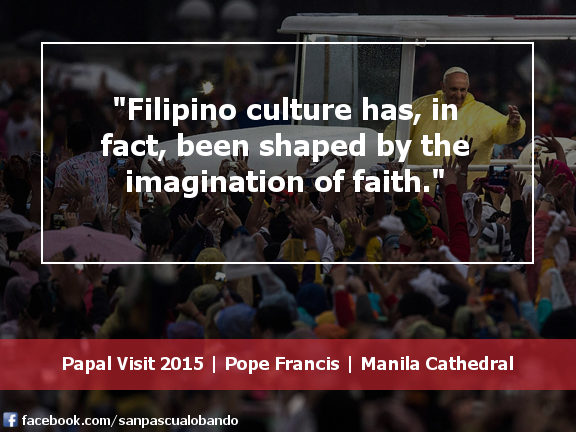 "Filipino culture has, in
fact, been shaped by the
imagination of faith."
Papal Visit 2015 | Pope Francis | Manila Cathedral
f facebook.com/sanpascualobando